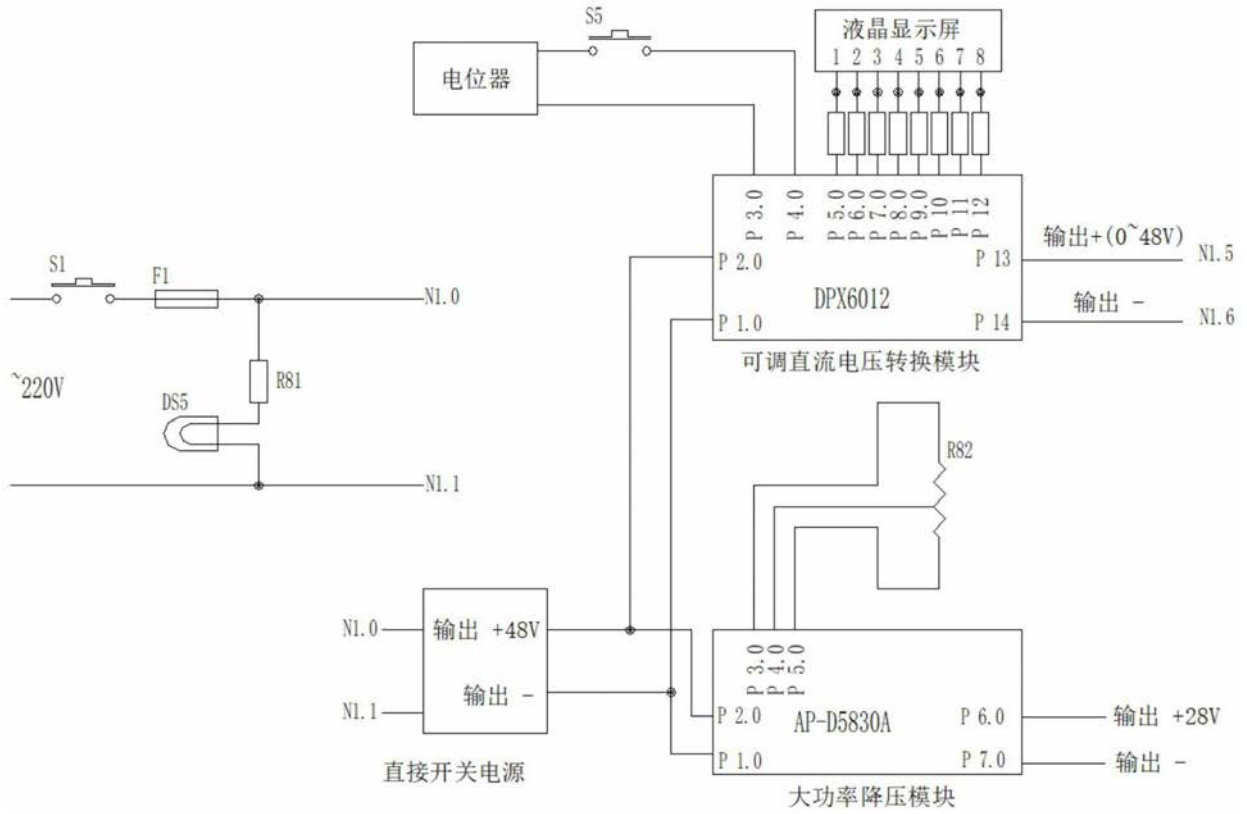 S5
电位器
液晶显示屏
1 2 3 4 5 6 7 8
P 3.0
P 4.0
P 5.0
P 6.0
P 7.0
P 8.0
P 9.0
P 10
P 11
P 12
P 2.0
P 1.0
DPX6012
P 13
P 14
输出+(0~48V)
N1.5
输出 -
N1.6
可调直流电压转换模块
S1
F1
N1.0
~220V
R81
DS5
N1.1
R82
N1.0
输出 +48V
输出 -
N1.1
直接开关电源
P 3.0
P 4.0
P 5.0
P 2.0
P 1.0
AP-D5830A
P 6.0
P 7.0
输出 +28V
输出 -
大功率降压模块